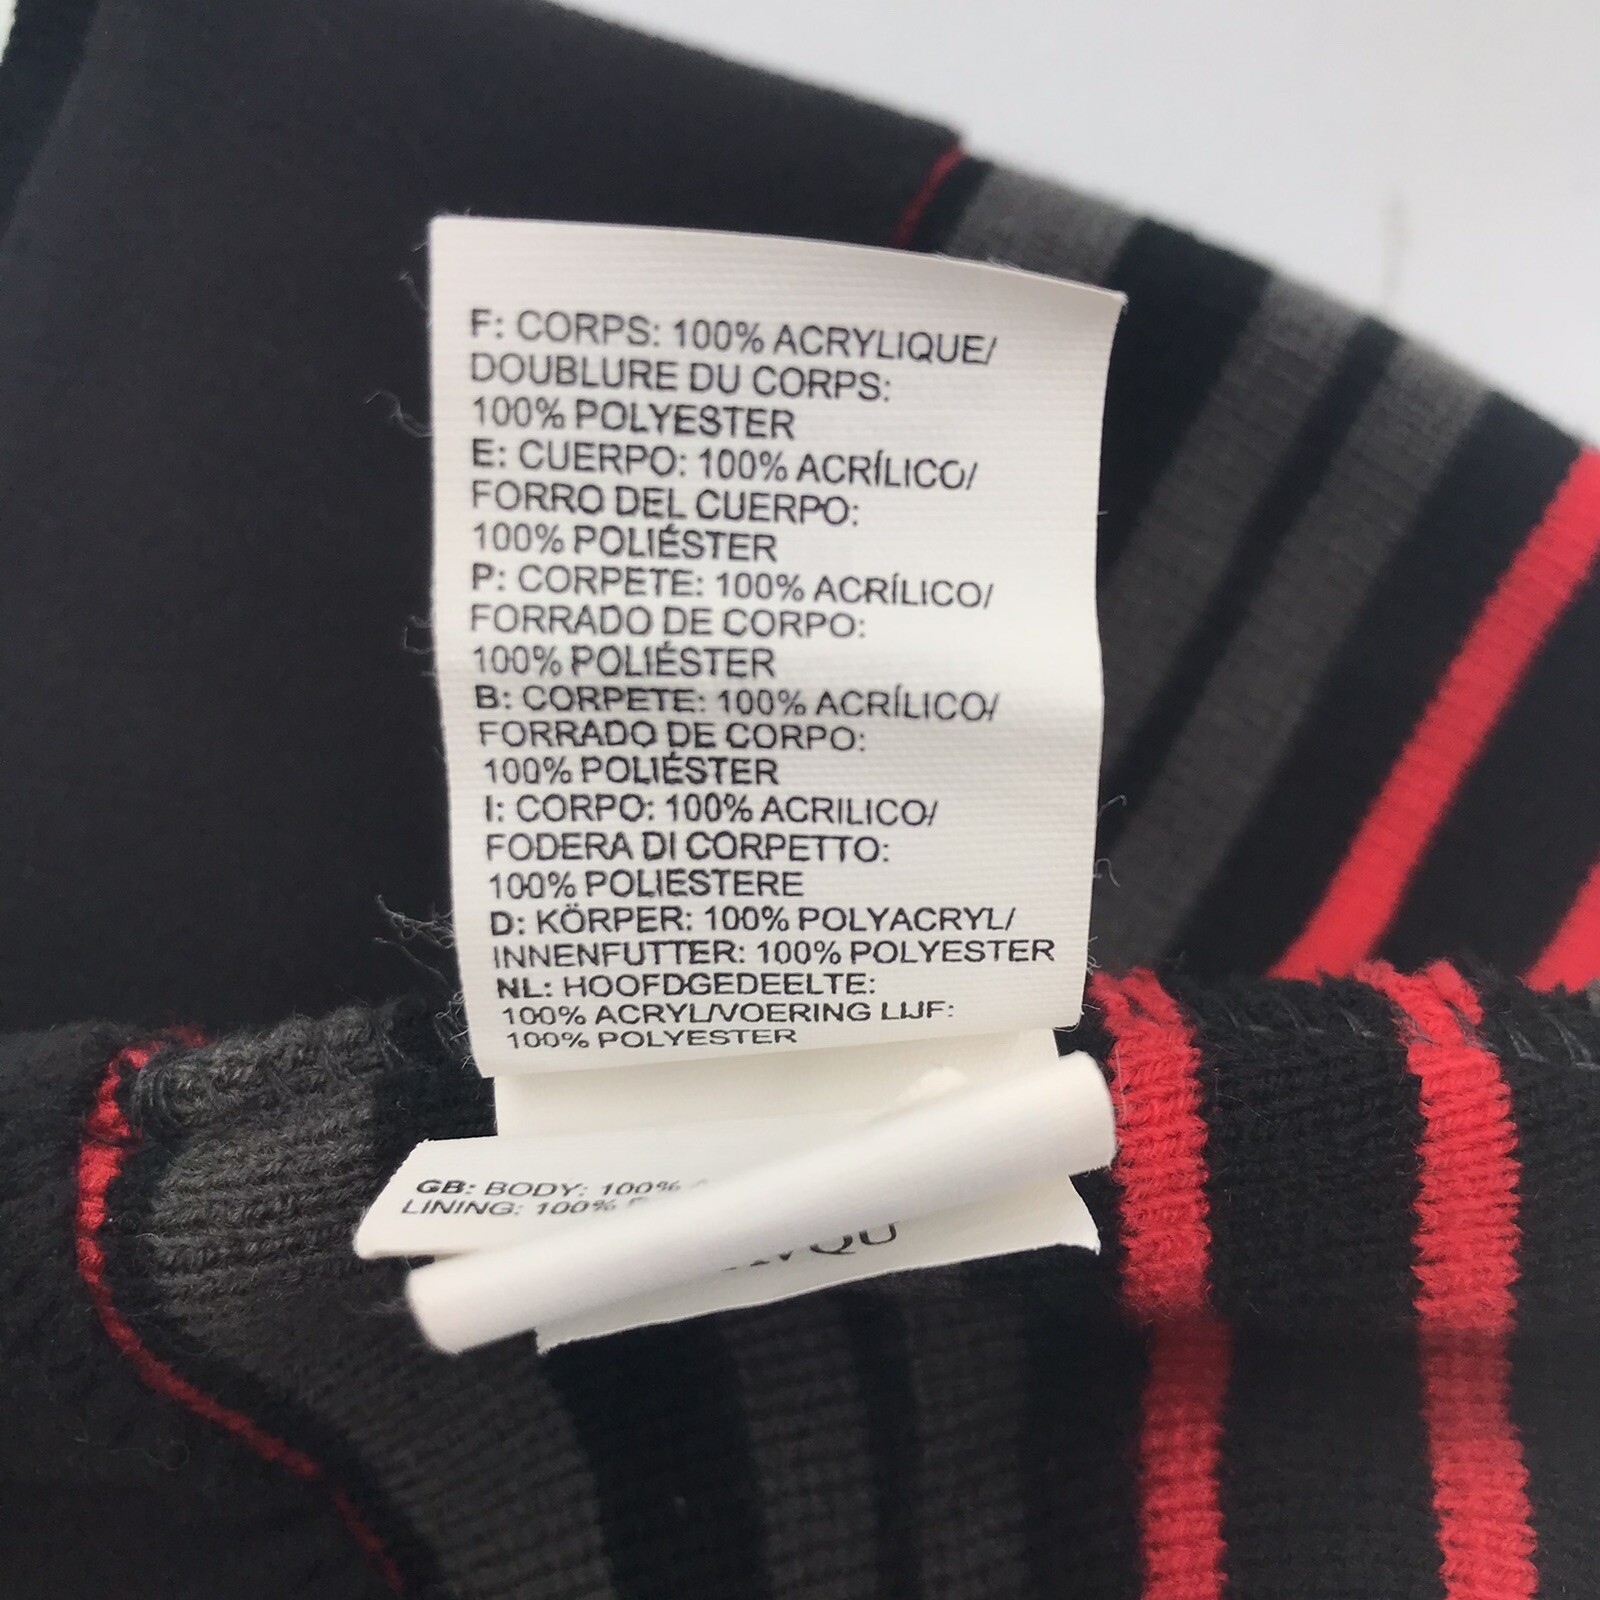 F: CORPS: 100% ACRYLIQUE/
DOUBLURE DU CORPS:
100% POLYESTER
E: CUERPO: 100% ACRÍLICO/
FORRO DEL CUERPO:
100% POLIÉSTER
P: CORPETE: 100% ACRÍLICO/
FORRADO DE CORPO:
100% POLIÉSTER
B: CORPETE: 100% ACRÍLICO/
FORRADO DE CORPO:
100% POLIÉSTER
I: CORPO: 100% ACRILICO/
FODERA DI CORPETTO:
100% POLIESTERE
D: KÖRPER: 100% POLYACRYL/
INNENFUTTER: 100% POLYESTER
NL: HOOFDGEDEELTE:
100% ACRYL/VOERING LIJF:
100% POLYESTER
GB: BODY: 100%
LINING: 100%